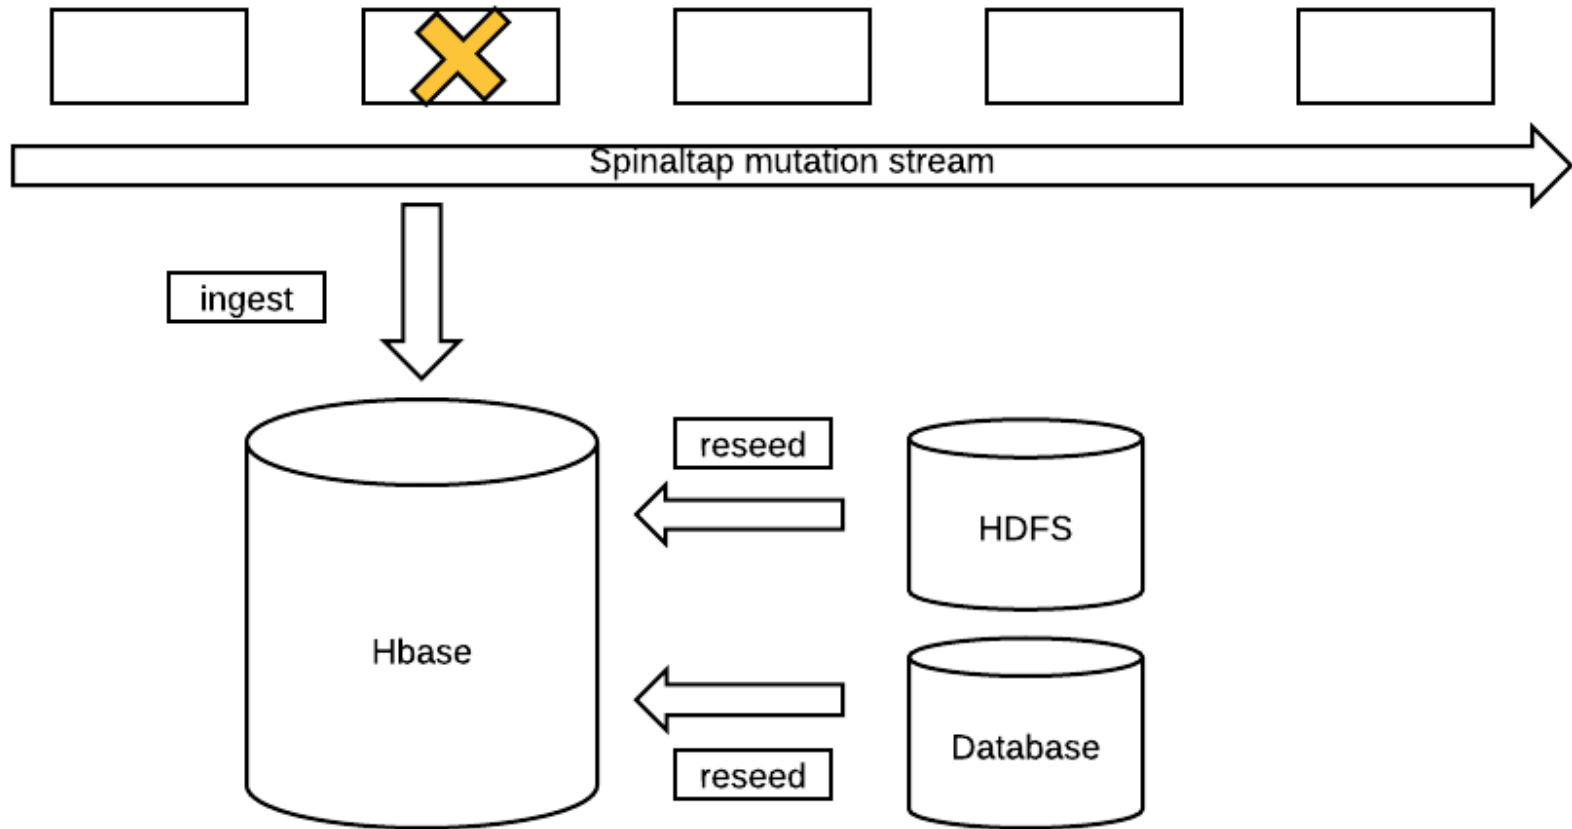 Spinaltap mutation stream
ingest
reseed
HDFS
Hbase
Database
reseed